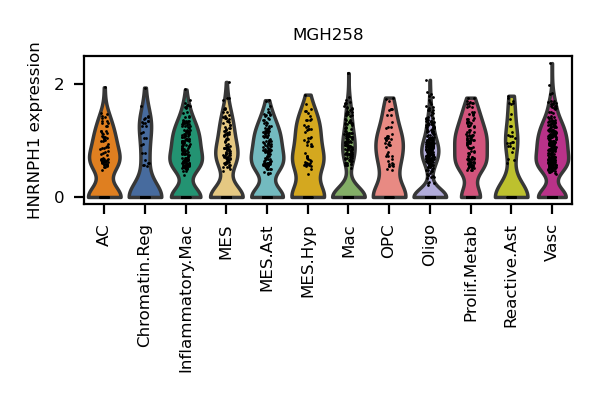 MGH258
HNRNPH1 expression
2
0
AC
Chromatin.Reg
Inflammatory.Mac
MES
MES.Ast
MES.Hyp
Mac
OPC
Oligo
Prolif.Metab
Reactive.Ast
Vasc